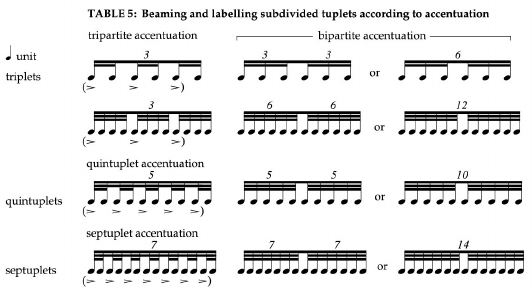 TABLE 5: Beaming and labelling subdivided tuplets according to accentuation
tripartite accentuation
bipartite accentuation
unit
triplets
3
3 3
or
6
(> > >)
3
6 6
or
12
(> > >)
quintuplet accentuation
quintuplets
5
5 5
or
10
(> > > > >)
septuplet accentuation
septuplets
7
7 7
or
14
(> > > > > > >)